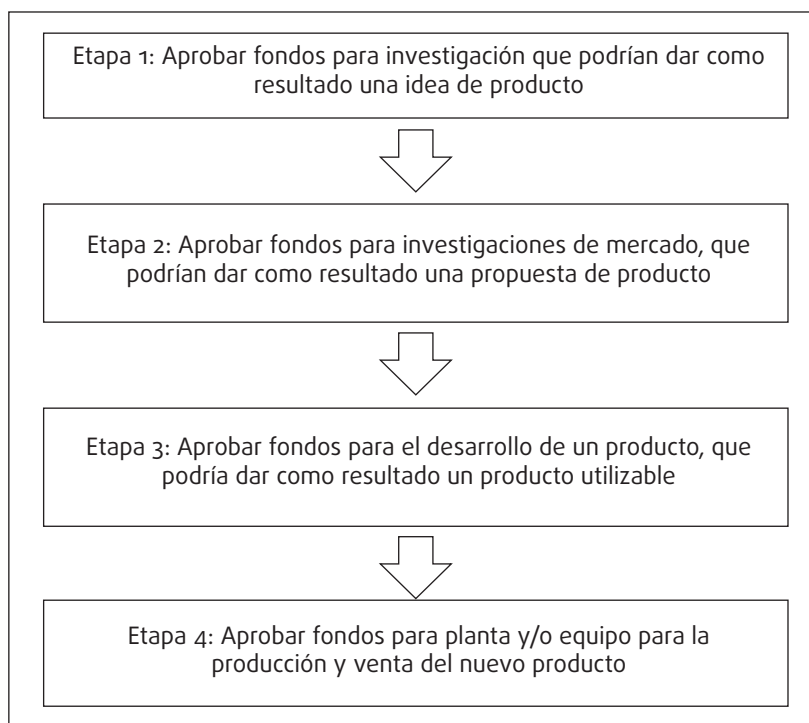 Etapa 1: Aprobar fondos para investigación que podrían dar como
resultado una idea de producto
Etapa 2: Aprobar fondos para investigaciones de mercado, que
podrían dar como resultado una propuesta de producto
Etapa 3: Aprobar fondos para el desarrollo de un producto, que
podría dar como resultado un producto utilizable
Etapa 4: Aprobar fondos para planta y/o equipo para la
producción y venta del nuevo producto